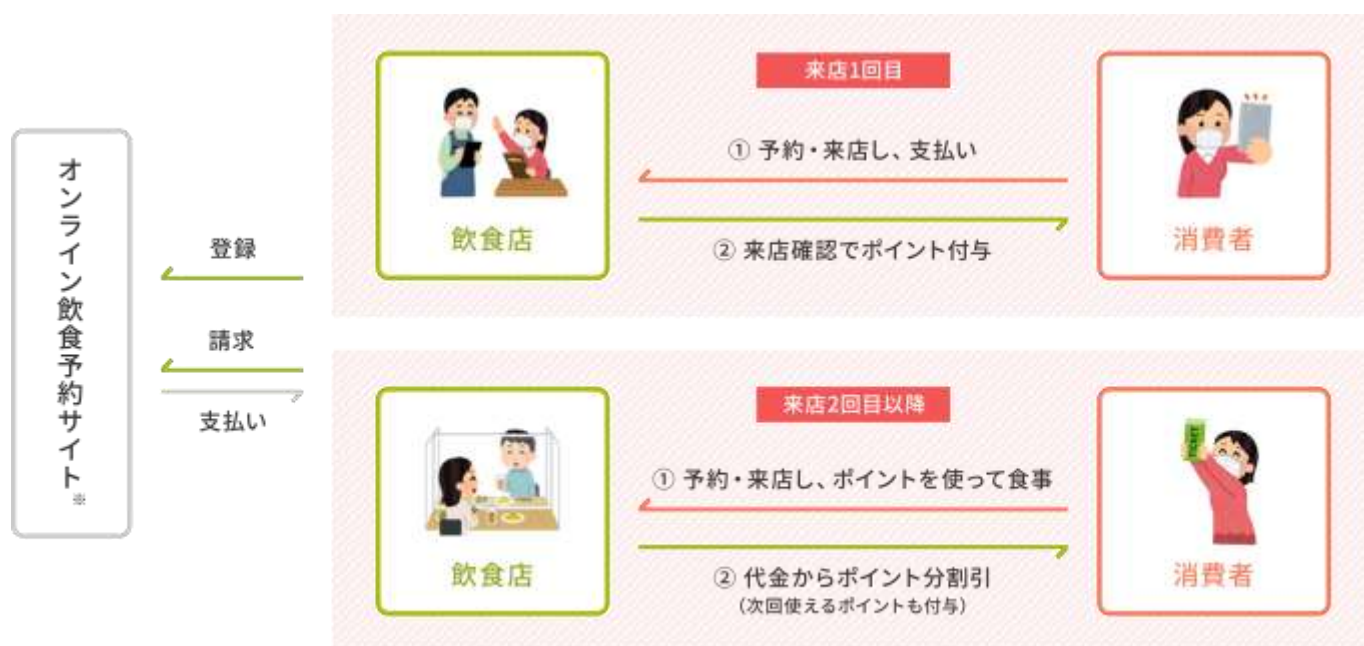 オンライン飲食予約サイト※
登録
請求
支払い
来店1回目
飲食店
① 予約・来店し、支払い
② 来店確認でポイント付与
消費者
来店2回目以降
飲食店
① 予約・来店し、ポイントを使って食事
② 代金からポイント分割引
(次回使えるポイントも付与)
TICKET
消費者